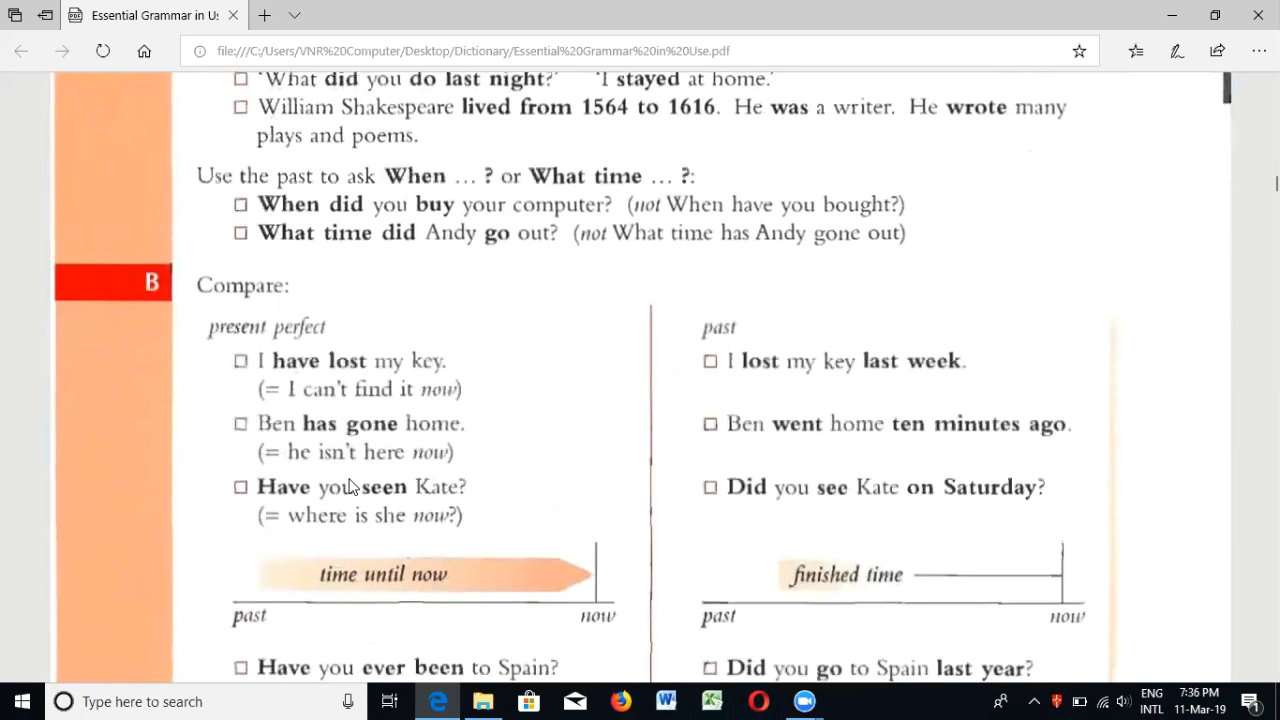 Essential Grammar in Us
file:///C:/Users/VNR%20Computer/Desktop/Dictionary/Essential%20Grammar%20in%20Use.pdf
'What did you do last night?' 'I stayed at home.'
William Shakespeare lived from 1564 to 1616. He was a writer. He wrote many
plays and poems.
Use the past to ask When ... ? or What time ... ?:
When did you buy your computer? (not When have you bought?)
What time did Andy go out? (not What time has Andy gone out)
B
Compare:
present perfect
I have lost my key.
(= I can't find it now)
Ben has gone home.
(= he isn't here now)
Have you seen Kate?
(= where is she now?)
time until now
past now
Have you ever been to Spain?
past
I lost my key last week.
Ben went home ten minutes ago.
Did you see Kate on Saturday?
finished time
past now
Did you go to Spain last year?
Type here to search
ENG
INTL
7:36 PM
11-Mar-19
1